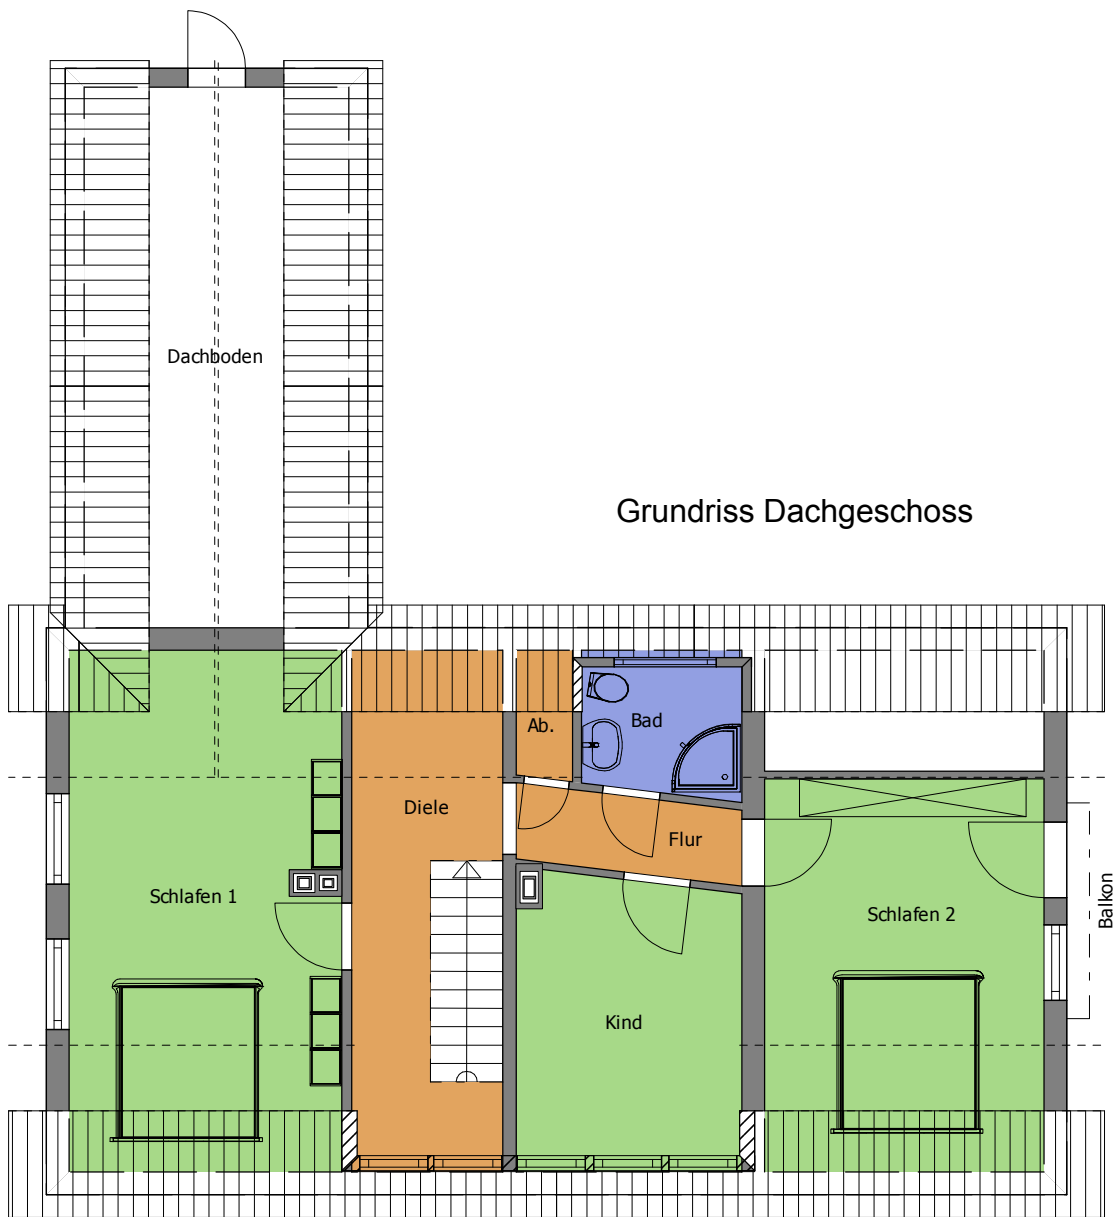 Dachboden
Grundriss Dachgeschoss
Bad
Ab.
Diele
Flur
Schlafen 1
Schlafen 2
Balkon
Kind